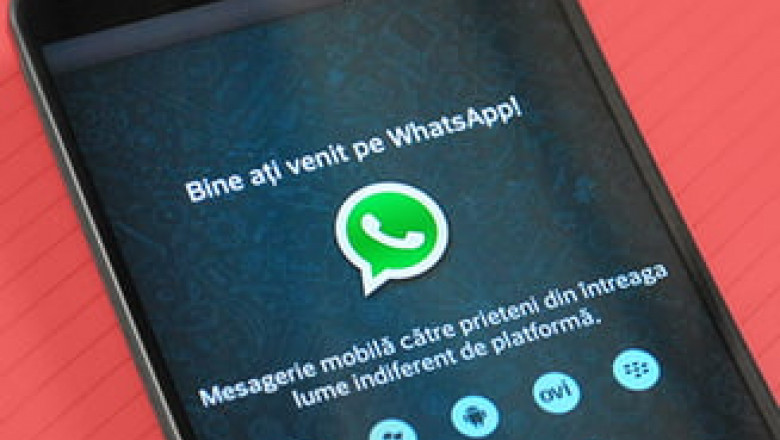 Bine ați venit pe WhatsApp!
Mesagerie mobilă către prieteni din întreaga
lume indiferent de platformă.
ovi